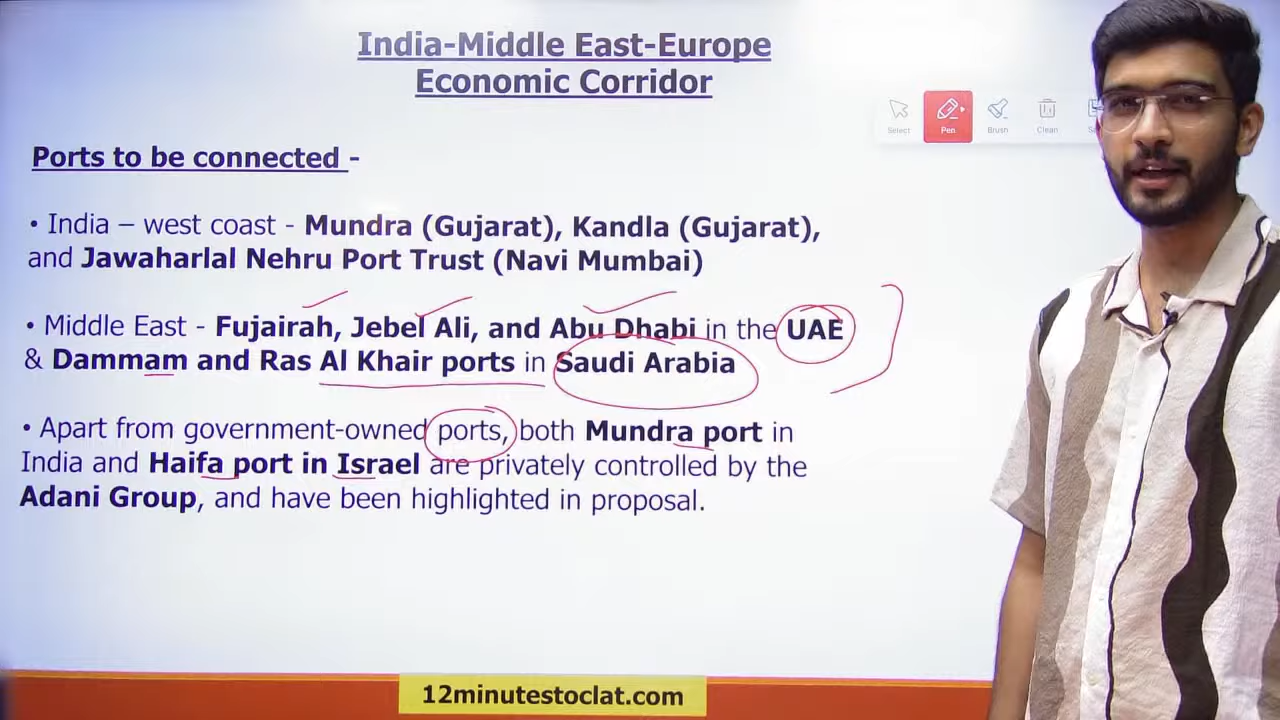 India-Middle East-Europe
Economic Corridor
Select
Pen
Brush
Clean
Ports to be connected -
• India – west coast - Mundra (Gujarat), Kandla (Gujarat),
and Jawaharlal Nehru Port Trust (Navi Mumbai)
• Middle East - Fujairah, Jebel Ali, and Abu Dhabi in the UAE
& Dammam and Ras Al Khair ports in Saudi Arabia
• Apart from government-owned ports, both Mundra port in
India and Haifa port in Israel are privately controlled by the
Adani Group, and have been highlighted in proposal.
12minutestoclat.com